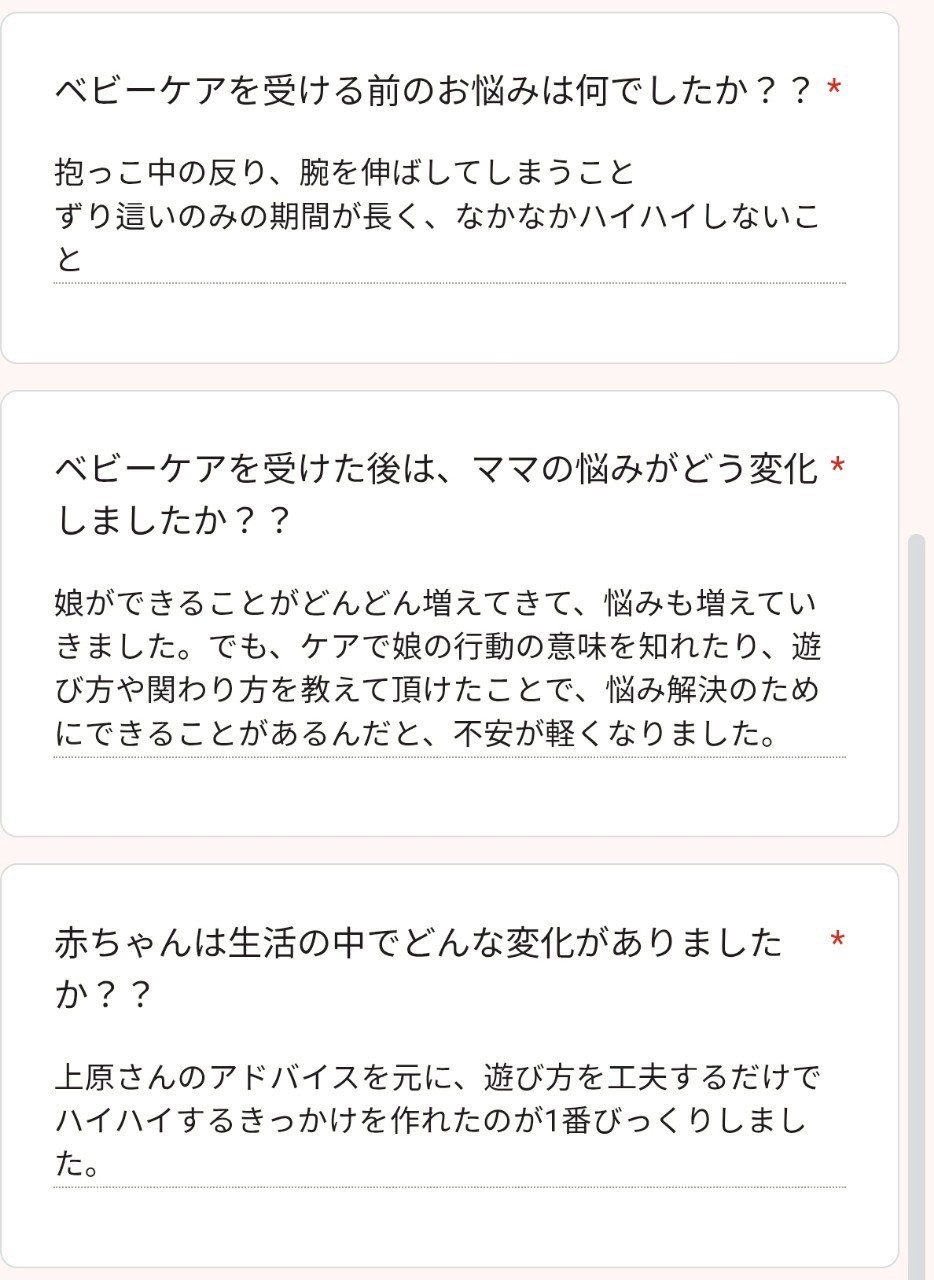 ベビーケアを受ける前のお悩みは何でしたか？？ *
抱っこ中の反り、腕を伸ばしてしまうこと
ずり這いのみの期間が長く、なかなかハイハイしないこ
と
ベビーケアを受けた後は、ママの悩みがどう変化 *
しましたか？？
娘ができることがどんどん増えてきて、悩みも増えてい
きました。でも、ケアで娘の行動の意味を知れたり、遊
び方や関わり方を教えて頂けたことで、悩み解決のため
にできることがあるんだと、不安が軽くなりました。
赤ちゃんは生活の中でどんな変化がありました *
か？？
上原さんのアドバイスを元に、遊び方を工夫するだけで
ハイハイするきっかけを作れたのが1番びっくりしまし
た。